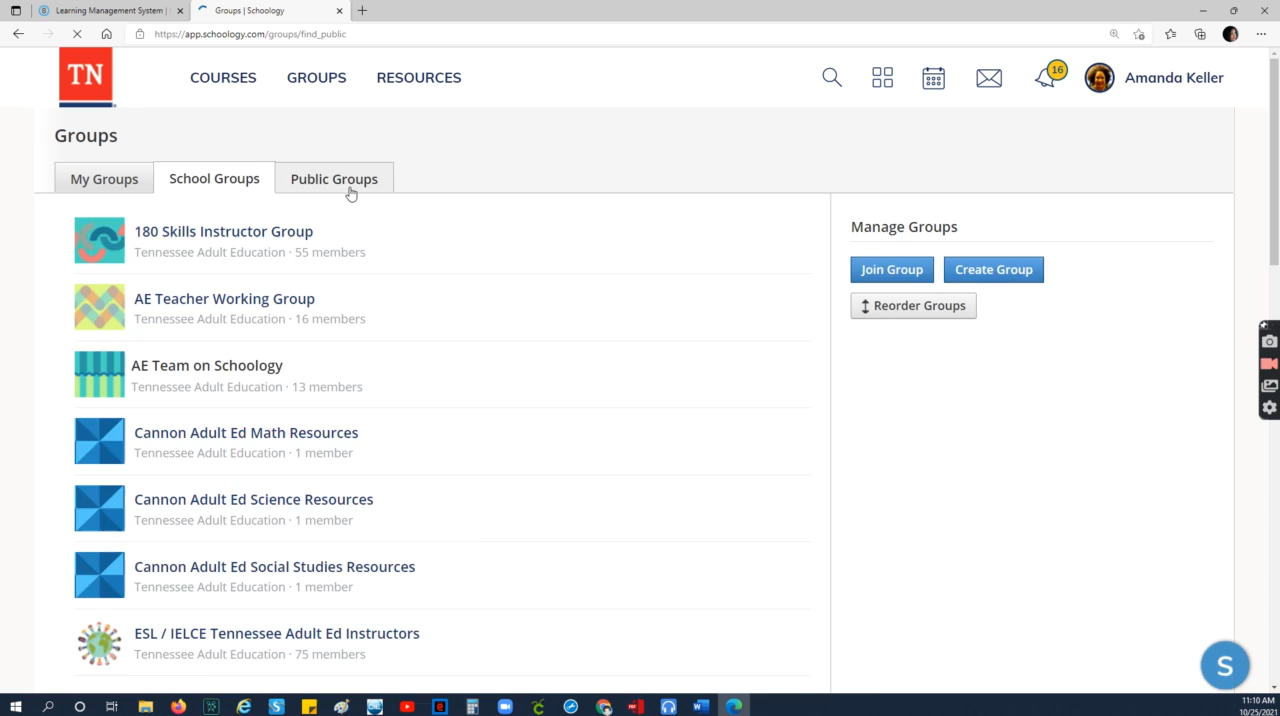 Learning Management System |
Groups | Schoology
https://app.schoology.com/groups/find_public
TN
COURSES
GROUPS
RESOURCES
16
Amanda Keller
Groups
My Groups
School Groups
Public Groups
180 Skills Instructor Group
Tennessee Adult Education · 55 members
AE Teacher Working Group
Tennessee Adult Education · 16 members
AE Team on Schoology
Tennessee Adult Education · 13 members
Cannon Adult Ed Math Resources
Tennessee Adult Education · 1 member
Cannon Adult Ed Science Resources
Tennessee Adult Education · 1 member
Cannon Adult Ed Social Studies Resources
Tennessee Adult Education · 1 member
ESL / IELCE Tennessee Adult Ed Instructors
Tennessee Adult Education · 75 members
Manage Groups
Join Group
Create Group
Reorder Groups
S
11:10 AM
10/25/2021